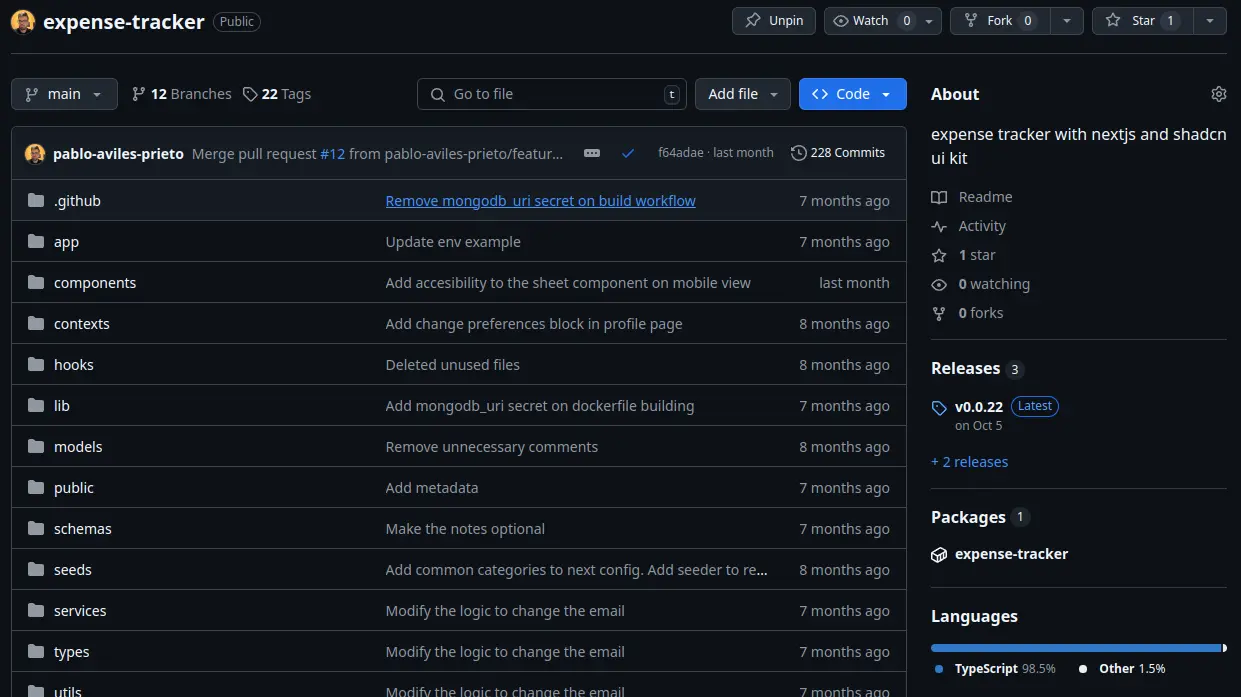 expense-tracker Public Unpin Watch 0 Fork 0 Star 1
main 12 Branches 22 Tags Go to file t Add file Code
pablo-aviles-prieto Merge pull request #12 from pablo-aviles-prieto/featur... f64adae · last month 228 Commits
.github Remove mongodb_uri secret on build workflow 7 months ago
app Update env example 7 months ago
components Add accesibility to the sheet component on mobile view last month
contexts Add change preferences block in profile page 8 months ago
hooks Deleted unused files 8 months ago
lib Add mongodb_uri secret on dockerfile building 7 months ago
models Remove unnecessary comments 8 months ago
public Add metadata 7 months ago
schemas Make the notes optional 7 months ago
seeds Add common categories to next config. Add seeder to re... 8 months ago
services Modify the logic to change the email 7 months ago
types Modify the logic to change the email 7 months ago
utils Modify the logic to change the email 7 months ago
About
expense tracker with nextjs and shadcn
ui kit
Readme
Activity
1 star
0 watching
0 forks
Releases 3
v0.0.22 Latest
on Oct 5
+ 2 releases
Packages 1
expense-tracker
Languages
TypeScript 98.5% Other 1.5%